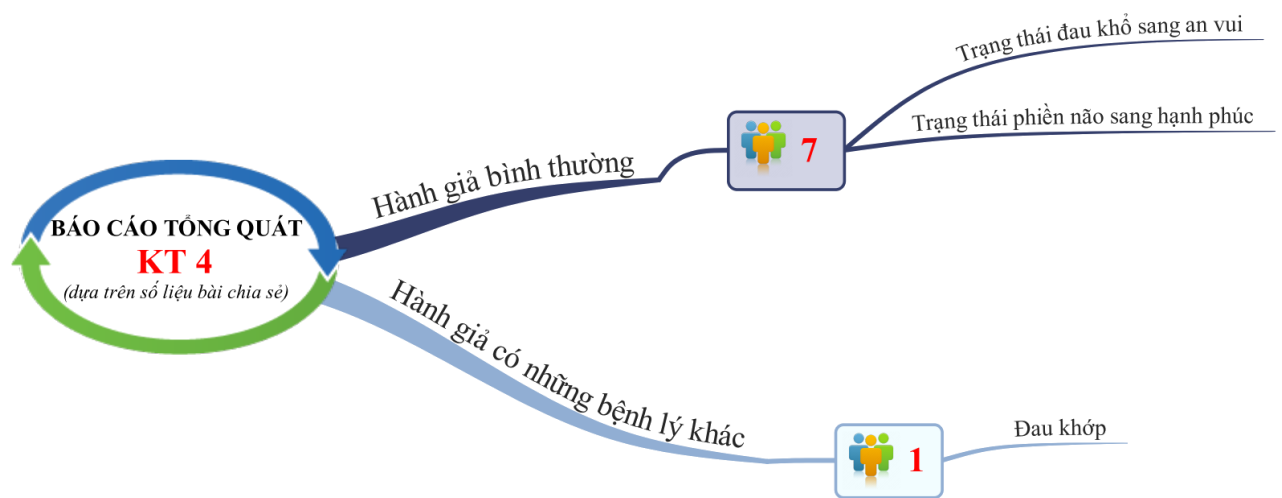 BÁO CÁO TỔNG QUÁT
KT 4
(dựa trên số liệu bài chia sẻ)
Hành giả bình thường
7
Trạng thái đau khổ sang an vui
Trạng thái phiền não sang hạnh phúc
Hành giả có những bệnh lý khác
1
Đau khớp